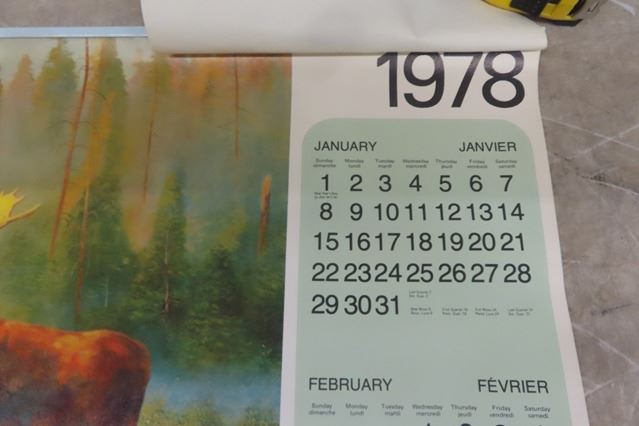 1978
JANUARY JANVIER
Sunday Monday Tuesday Wednesday Thursday Friday Saturday
dimanche lundi mardi mercredi jeudi vendredi samedi
1 2 3 4 5 6 7
8 9 10 11 12 13 14
15 16 17 18 19 20 21
22 23 24 25 26 27 28
29 30 31
FEBRUARY FÉVRIER
Sunday Monday Tuesday Wednesday Thursday Friday Saturday
dimanche lundi mardi mercredi jeudi vendredi samedi